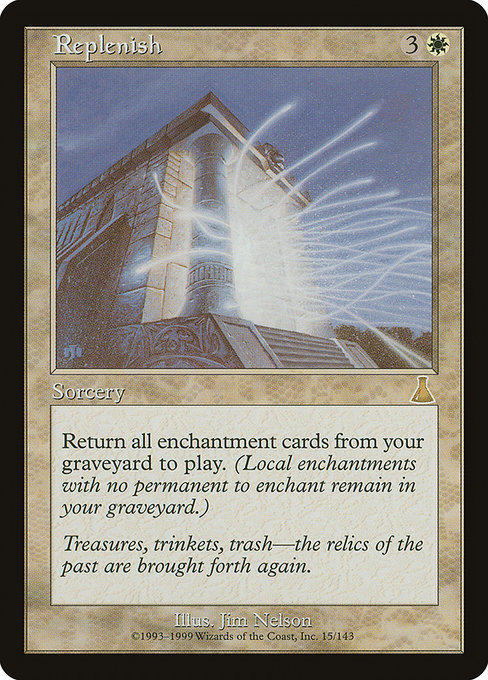 Replenish 3
Sorcery
Return all enchantment cards from your
graveyard to play. (Local enchantments
with no permanent to enchant remain in
your graveyard.)
Treasures, trinkets, trash—the relics of the
past are brought forth again.
Illus. Jim Nelson
©1993–1999 Wizards of the Coast, Inc. 15/143